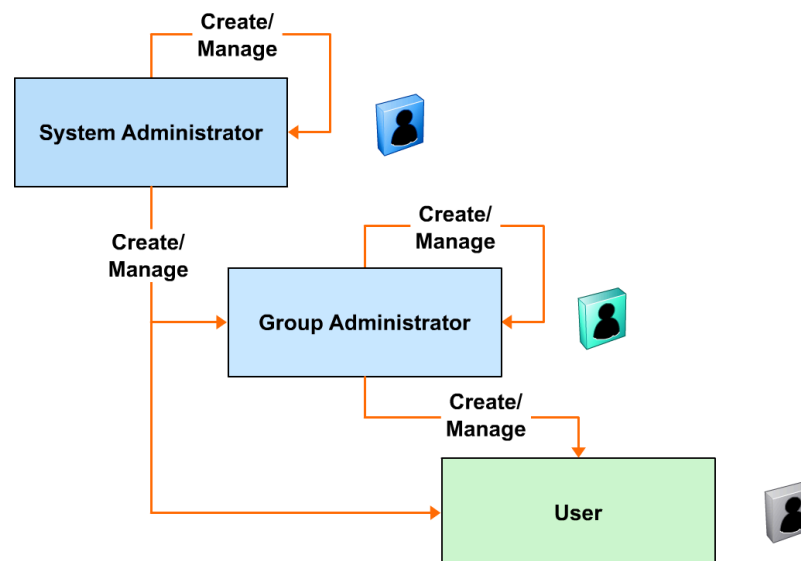 Create/
Manage
System Administrator
Create/
Manage
Create/
Manage
Group Administrator
Create/
Manage
User